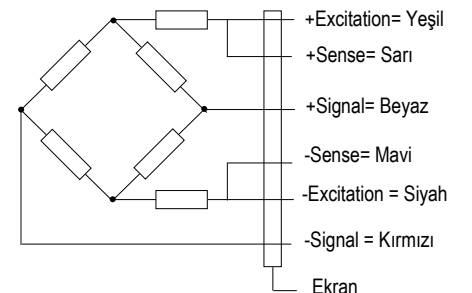 +Excitation= Yeşil
+Sense= Sarı
+Signal= Beyaz
-Sense= Mavi
-Excitation = Siyah
-Signal = Kırmızı
Ekran